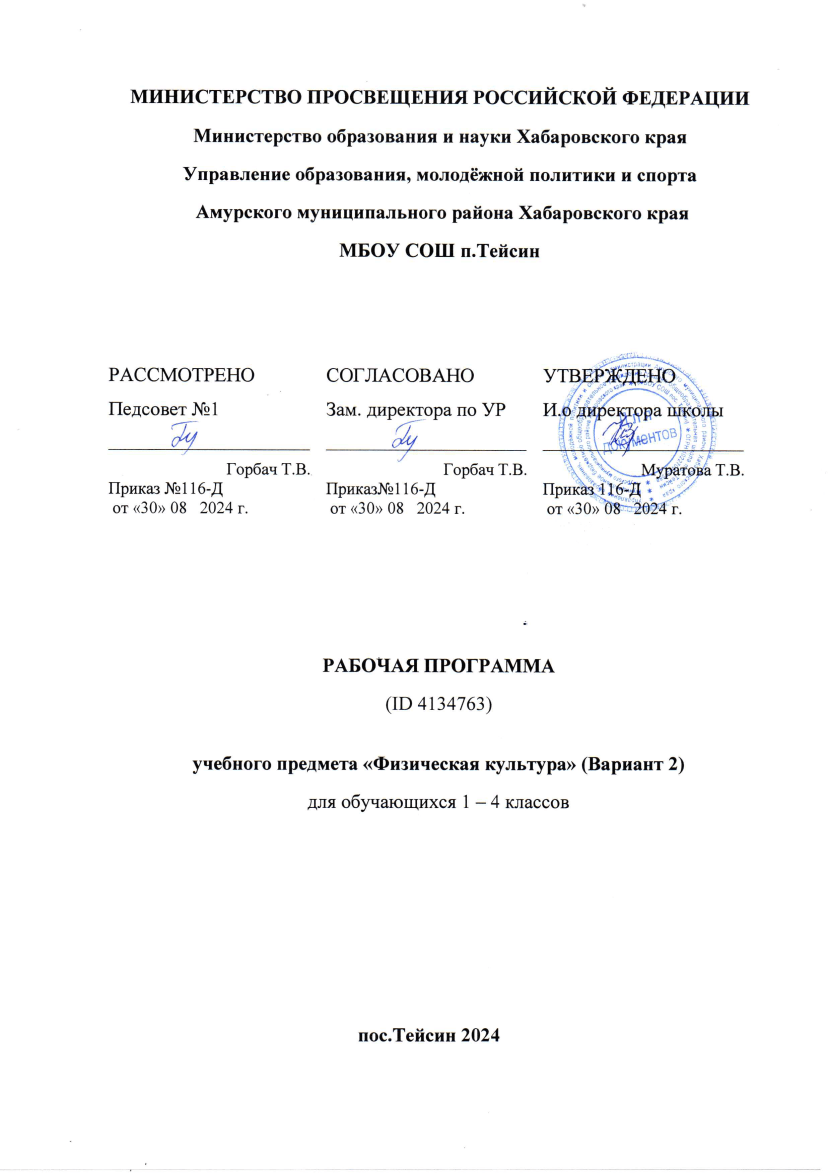 МИНИСТЕРСТВО ПРОСВЕЩЕНИЯ РОССИЙСКОЙ ФЕДЕРАЦИИ
Министерство образования и науки Хабаровского края
Управление образования, молодёжной политики и спорта
Амурского муниципального района Хабаровского края
МБОУ СОШ п.Тейсин
РАССМОТРЕНО
Педсовет №1
Горбач Т.В.
Приказ №116-Д
от «30» 08 2024 г.
СОГЛАСОВАНО
Зам. директора по УР
Горбач Т.В.
Приказ№116-Д
от «30» 08 2024 г.
УТВЕРЖДЕНО
И.о директора школы
Муратова Т.В.
Приказ 116-Д
от «30» 08 2024 г.
Для
документов
РАБОЧАЯ ПРОГРАММА
(ID 4134763)
учебного предмета «Физическая культура» (Вариант 2)
для обучающихся 1 – 4 классов
пос.Тейсин 2024